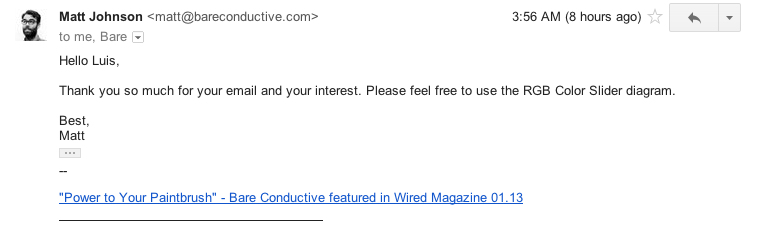 Matt Johnson <matt@bareconductive.com> 3:56 AM (8 hours ago)
to me, Bare
Hello Luis,
Thank you so much for your email and your interest. Please feel free to use the RGB Color Slider diagram.
Best,
Matt
--
"Power to Your Paintbrush" - Bare Conductive featured in Wired Magazine 01.13